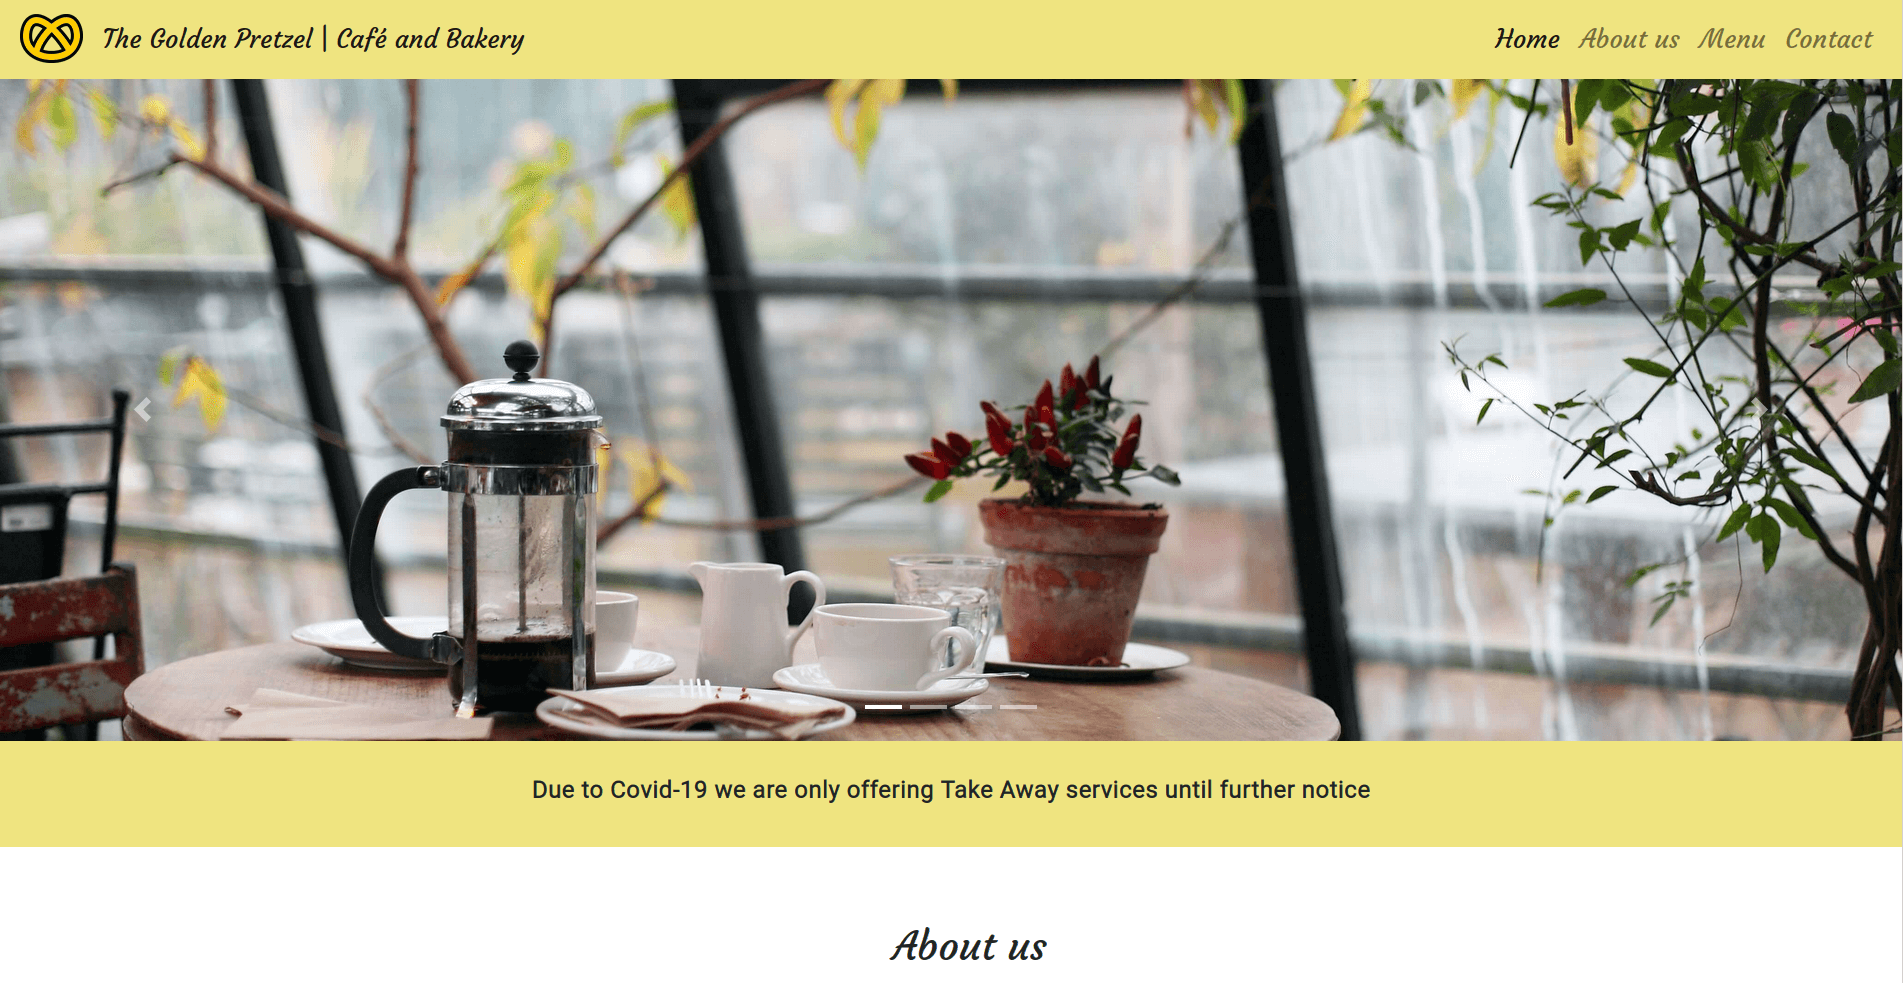 The Golden Pretzel | Café and Bakery
Home About us Menu Contact
Due to Covid-19 we are only offering Take Away services until further notice
About us